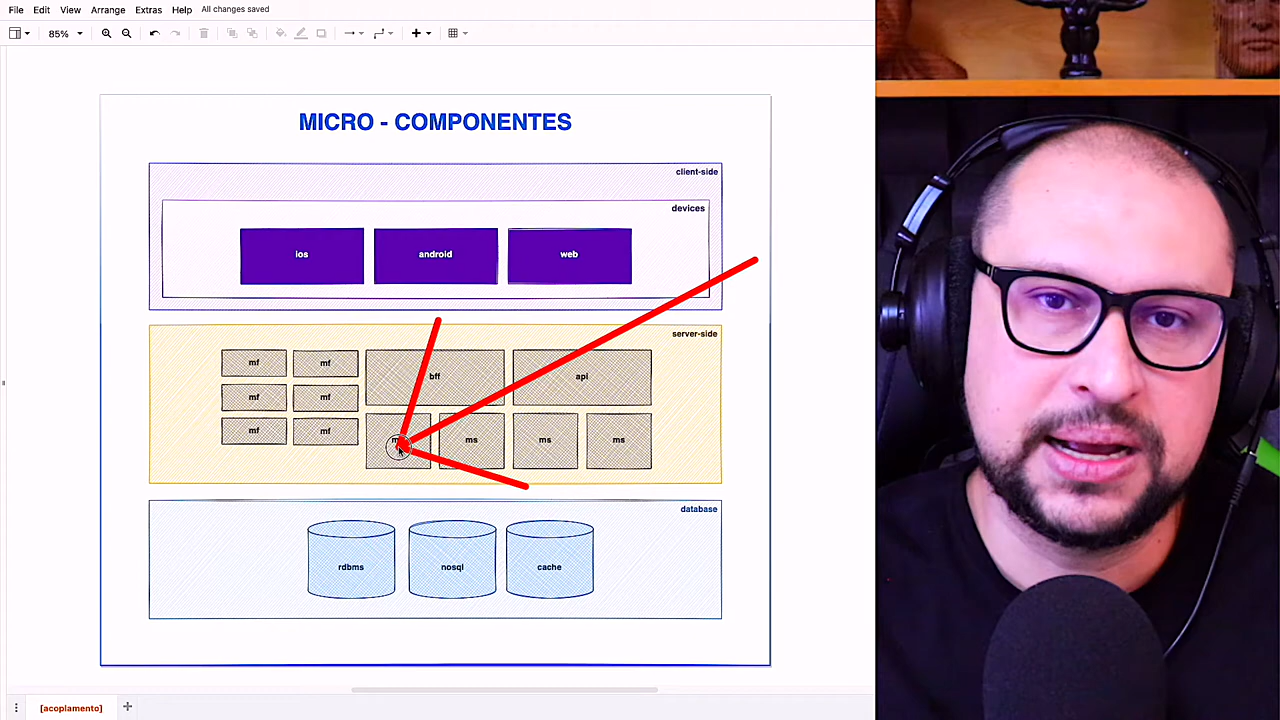 File Edit View Arrange Extras Help All changes saved
85%
MICRO - COMPONENTES
client-side
devices
ios android web
server-side
mf mf bff api
mf mf
mf mf ms ms ms
database
rdbms nosql cache
[acoplamento]